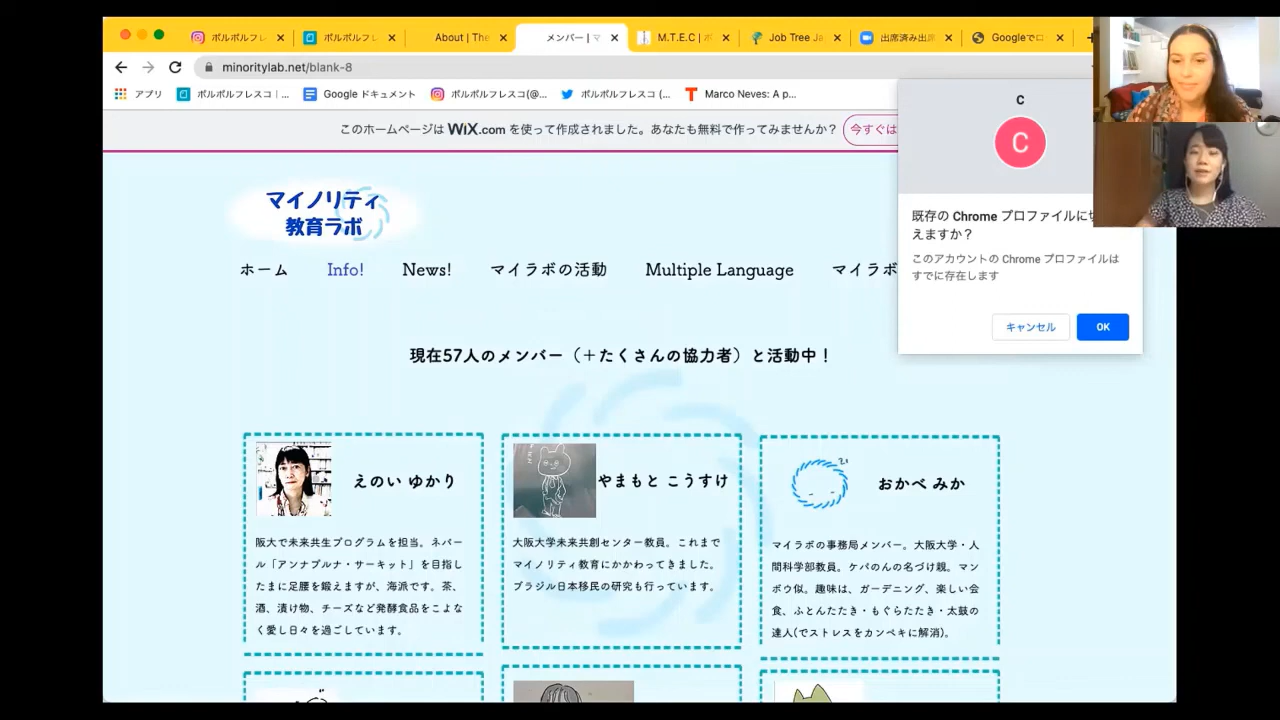 ポルポルフレ
ポルポルフレス
About | The
メンバー | マ
M.T.E.C | ポ
Job Tree Ja
出席済み出席
Googleでロ
minoritylab.net/blank-8
アプリ
ポルポルフレスコ | ...
Google ドキュメント
ポルポルフレスコ(@...
ポルポルフレスコ (...
Marco Neves: A p...
このホームページは WiX.com を使って作成されました。あなたも無料で作ってみませんか？
今すぐは
C
C
既存の Chrome プロファイルに
えますか？
このアカウントの Chrome プロファイルは
すでに存在します
キャンセル
OK
マイノリティ
教育ラボ
ホーム
Info!
News!
マイラボの活動
Multiple Language
マイラボ
現在57人のメンバー（＋たくさんの協力者）と活動中！
えのい ゆかり
阪大で未来共生プログラムを担当。ネパー
ル「アンナプルナ・サーキット」を目指し
たまに足腰を鍛えますが、海派です。茶、
酒、漬け物、チーズなど発酵食品をこよな
く愛し日々を過ごしています。
やまもと こうすけ
大阪大学未来共創センター教員。これまで
マイノリティ教育にかかわってきました。
ブラジル日本移民の研究も行っています。
おかべ みか
マイラボの事務局メンバー。大阪大学・人
間科学部教員。ケパのんの名づけ親。マン
ボウ似。趣味は、ガーデニング、楽しい会
食、ふとんたたき・もぐらたたき・太鼓の
達人(でストレスをカンペキに解消)。